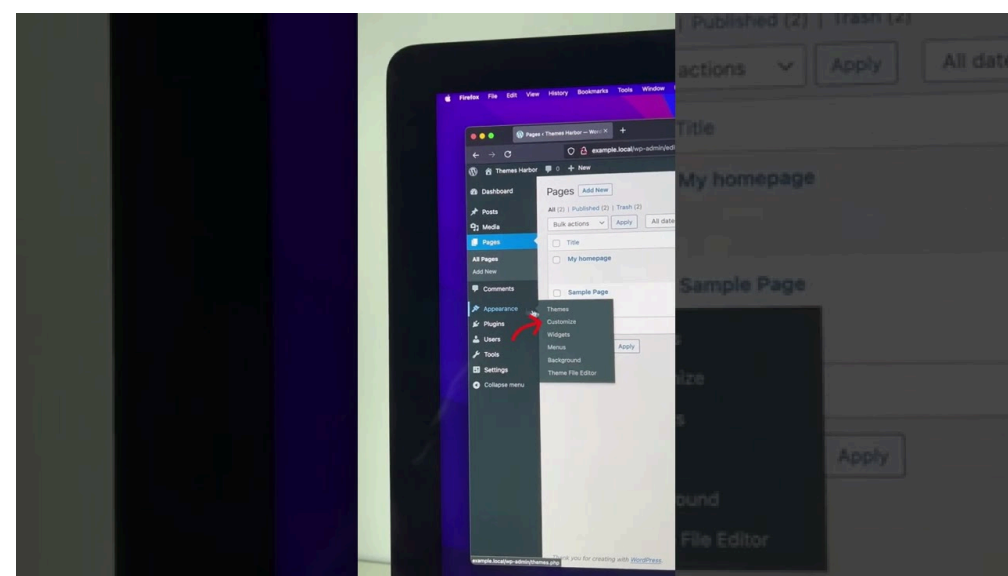 Firefox File Edit View History Bookmarks Tools Window
Pages ‹ Themes Harbor — Word
example.local/wp-admin/edi
Themes Harbor 0 + New
Dashboard
Posts
Media
Pages
All Pages
Add New
Comments
Appearance
Plugins
Users
Tools
Settings
Collapse menu
Pages Add New
All (2) | Published (2) | Trash (2)
Bulk actions Apply All date
Title
My homepage
Sample Page
Themes
Customize
Widgets
Menus
Background
Theme File Editor
Apply
Thank you for creating with WordPress.
example.local/wp-admin/themes.php
| Published (2) | Trash (2)
actions Apply All date
Title
My homepage
Sample Page
s
ize
s
Apply
ound
File Editor